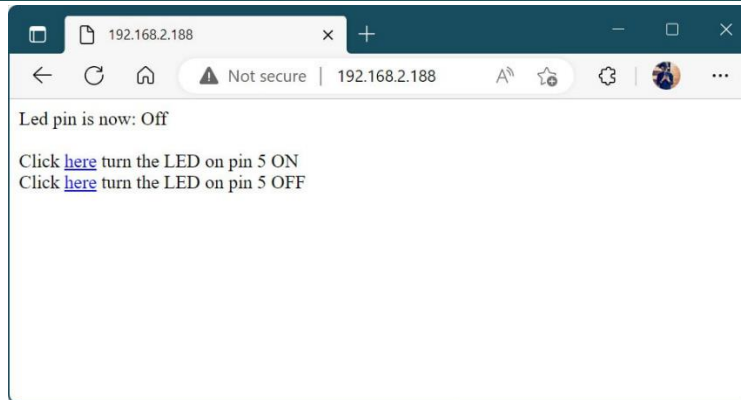 192.168.2.188
Not secure | 192.168.2.188
Led pin is now: Off
Click here turn the LED on pin 5 ON
Click here turn the LED on pin 5 OFF